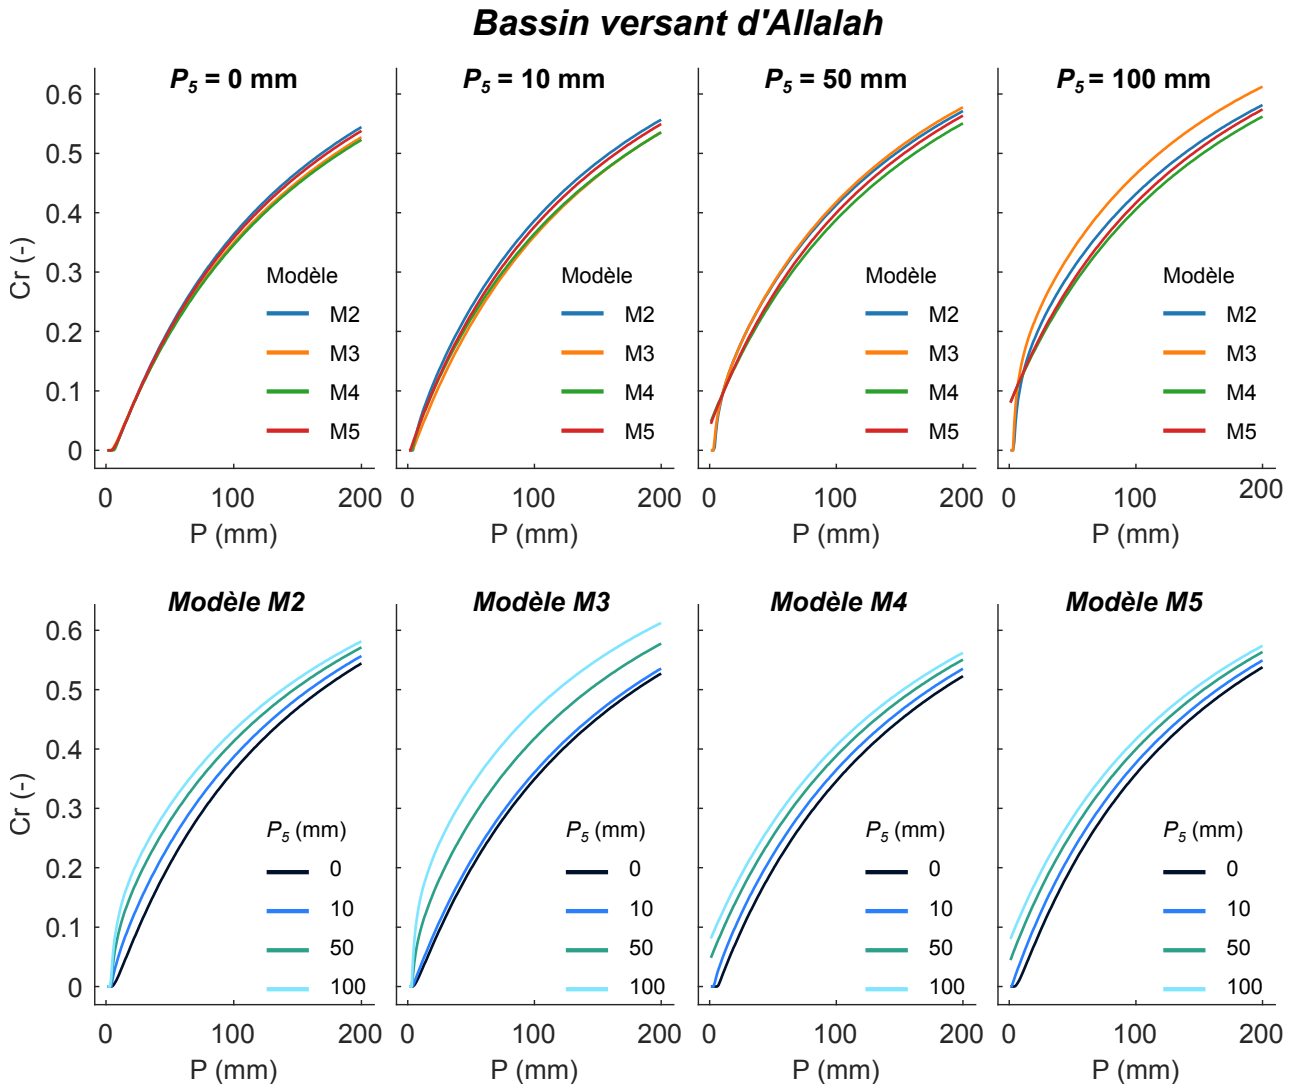 Bassin versant d'Allalah
P5 = 0 mm
P5 = 10 mm
P5 = 50 mm
P5 = 100 mm
Cr (-)
0.6
0.5
0.4
0.3
0.2
0.1
0
Modèle
M2
M3
M4
M5
Modèle
M2
M3
M4
M5
Modèle
M2
M3
M4
M5
Modèle
M2
M3
M4
M5
0 100 200
0 100 200
0 100 200
0 100 200
P (mm)
P (mm)
P (mm)
P (mm)
Modèle M2
Modèle M3
Modèle M4
Modèle M5
Cr (-)
0.6
0.5
0.4
0.3
0.2
0.1
0
P5 (mm)
0
10
50
100
P5 (mm)
0
10
50
100
P5 (mm)
0
10
50
100
P5 (mm)
0
10
50
100
0 100 200
0 100 200
0 100 200
0 100 200
P (mm)
P (mm)
P (mm)
P (mm)